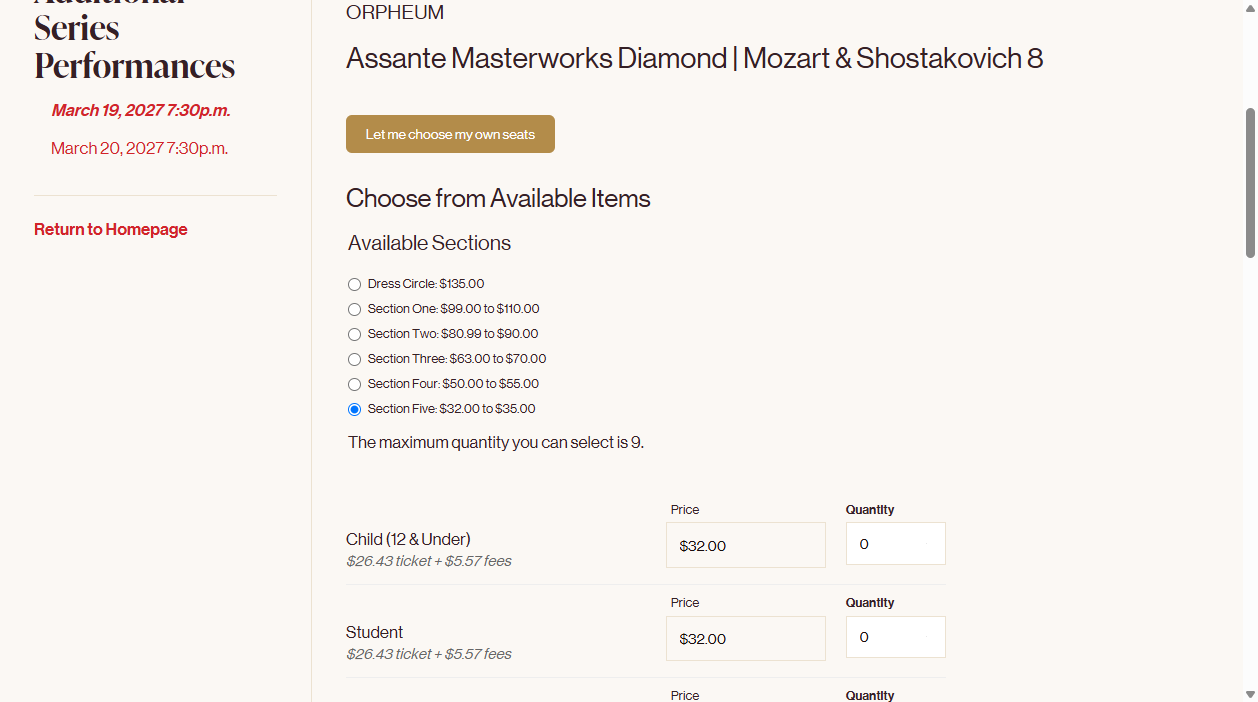 Additional
Series
Performances
March 19, 2027 7:30p.m.
March 20, 2027 7:30p.m.
Return to Homepage
ORPHEUM
Assante Masterworks Diamond | Mozart & Shostakovich 8
Let me choose my own seats
Choose from Available Items
Available Sections
Dress Circle: $135.00
Section One: $99.00 to $110.00
Section Two: $80.99 to $90.00
Section Three: $63.00 to $70.00
Section Four: $50.00 to $55.00
Section Five: $32.00 to $35.00
The maximum quantity you can select is 9.
Price Quantity
Child (12 & Under) $32.00 0
$26.43 ticket + $5.57 fees
Price Quantity
Student $32.00 0
$26.43 ticket + $5.57 fees
Price Quantity